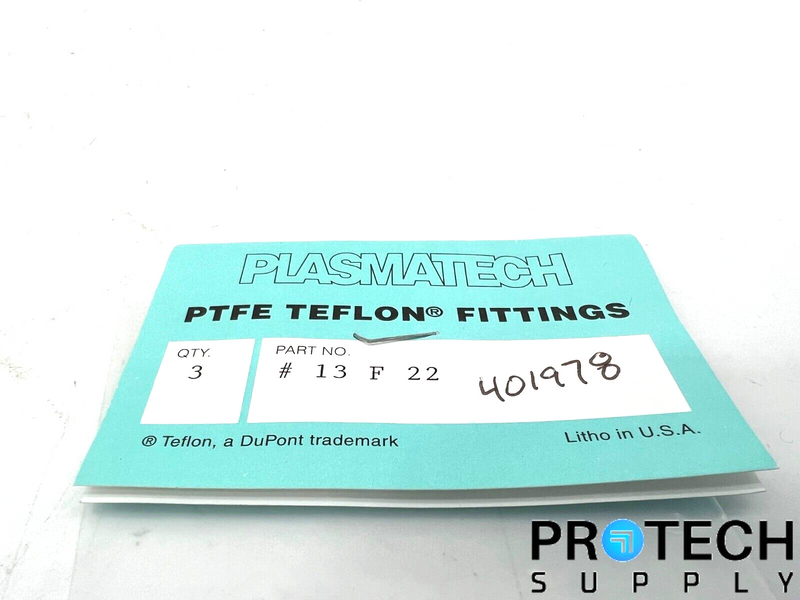 PLASMATECH
PTFE TEFLON® FITTINGS
QTY.
3
PART NO.
# 13 F 22
401978
® Teflon, a DuPont trademark
Litho in U.S.A.
PROTECH
SUPPLY